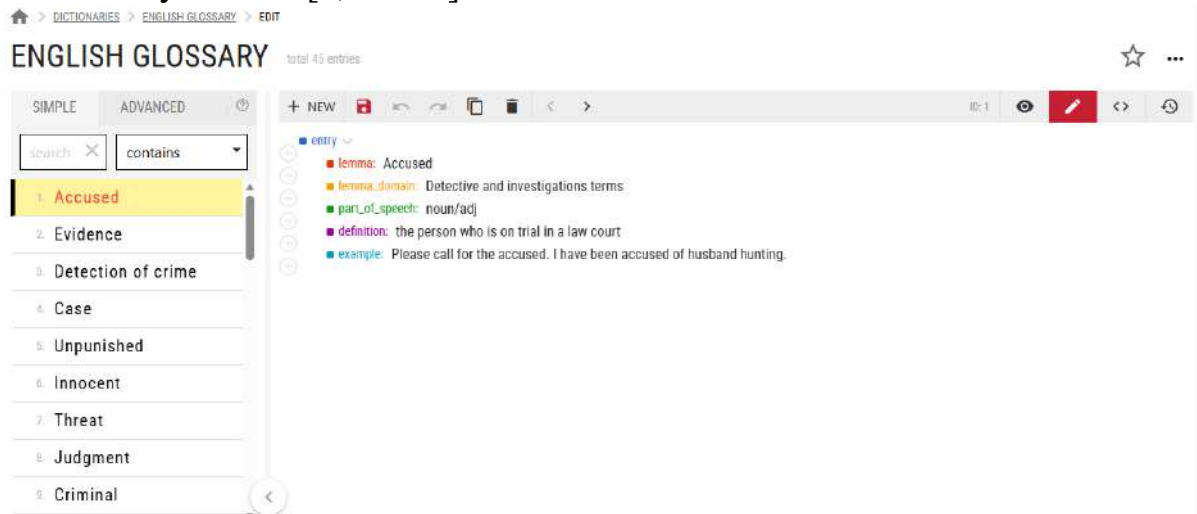 DICTIONARIES > ENGLISH GLOSSARY > EDIT
ENGLISH GLOSSARY total 45 entries
SIMPLE ADVANCED
+ NEW
ID: 1
search
contains
1. Accused
2. Evidence
3. Detection of crime
4. Case
5. Unpunished
6. Innocent
7. Threat
8. Judgment
9. Criminal
entry
lemma: Accused
lemma_domain: Detective and investigations terms
part_of_speech: noun/adj
definition: the person who is on trial in a law court
example: Please call for the accused. I have been accused of husband hunting.